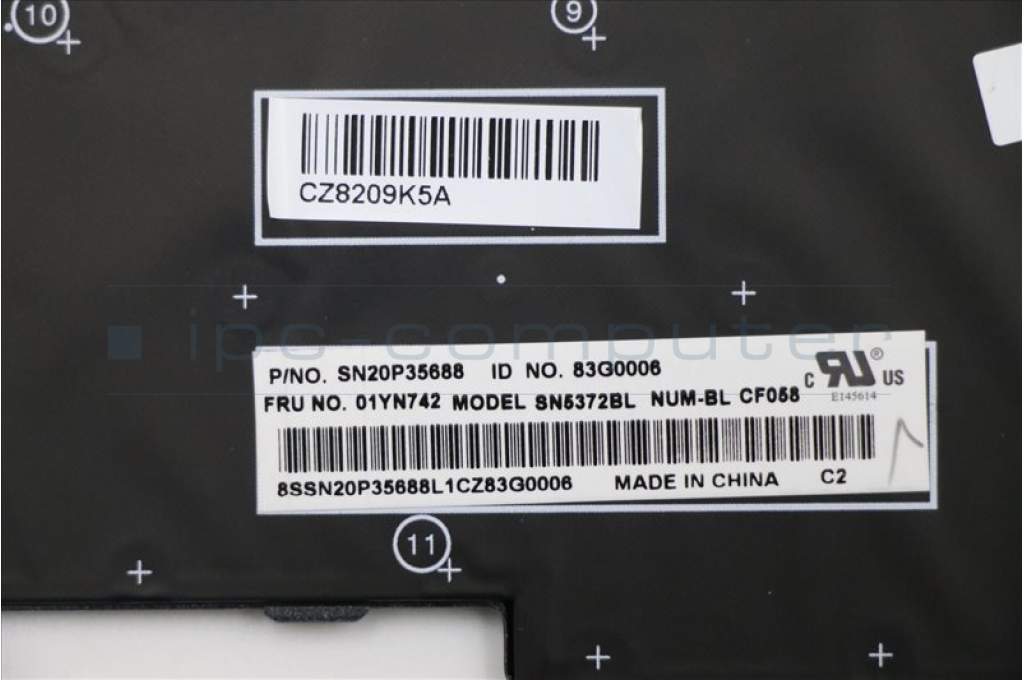 10
9
CZ8209K5A
ipc-computer
P/NO. SN20P35688 ID NO. 83G0006
FRU NO. 01YN742 MODEL SN5372BL NUM-BL CF058
C RU ® US
E145614
8SSN20P35688L1CZ83G0006 MADE IN CHINA C2
11